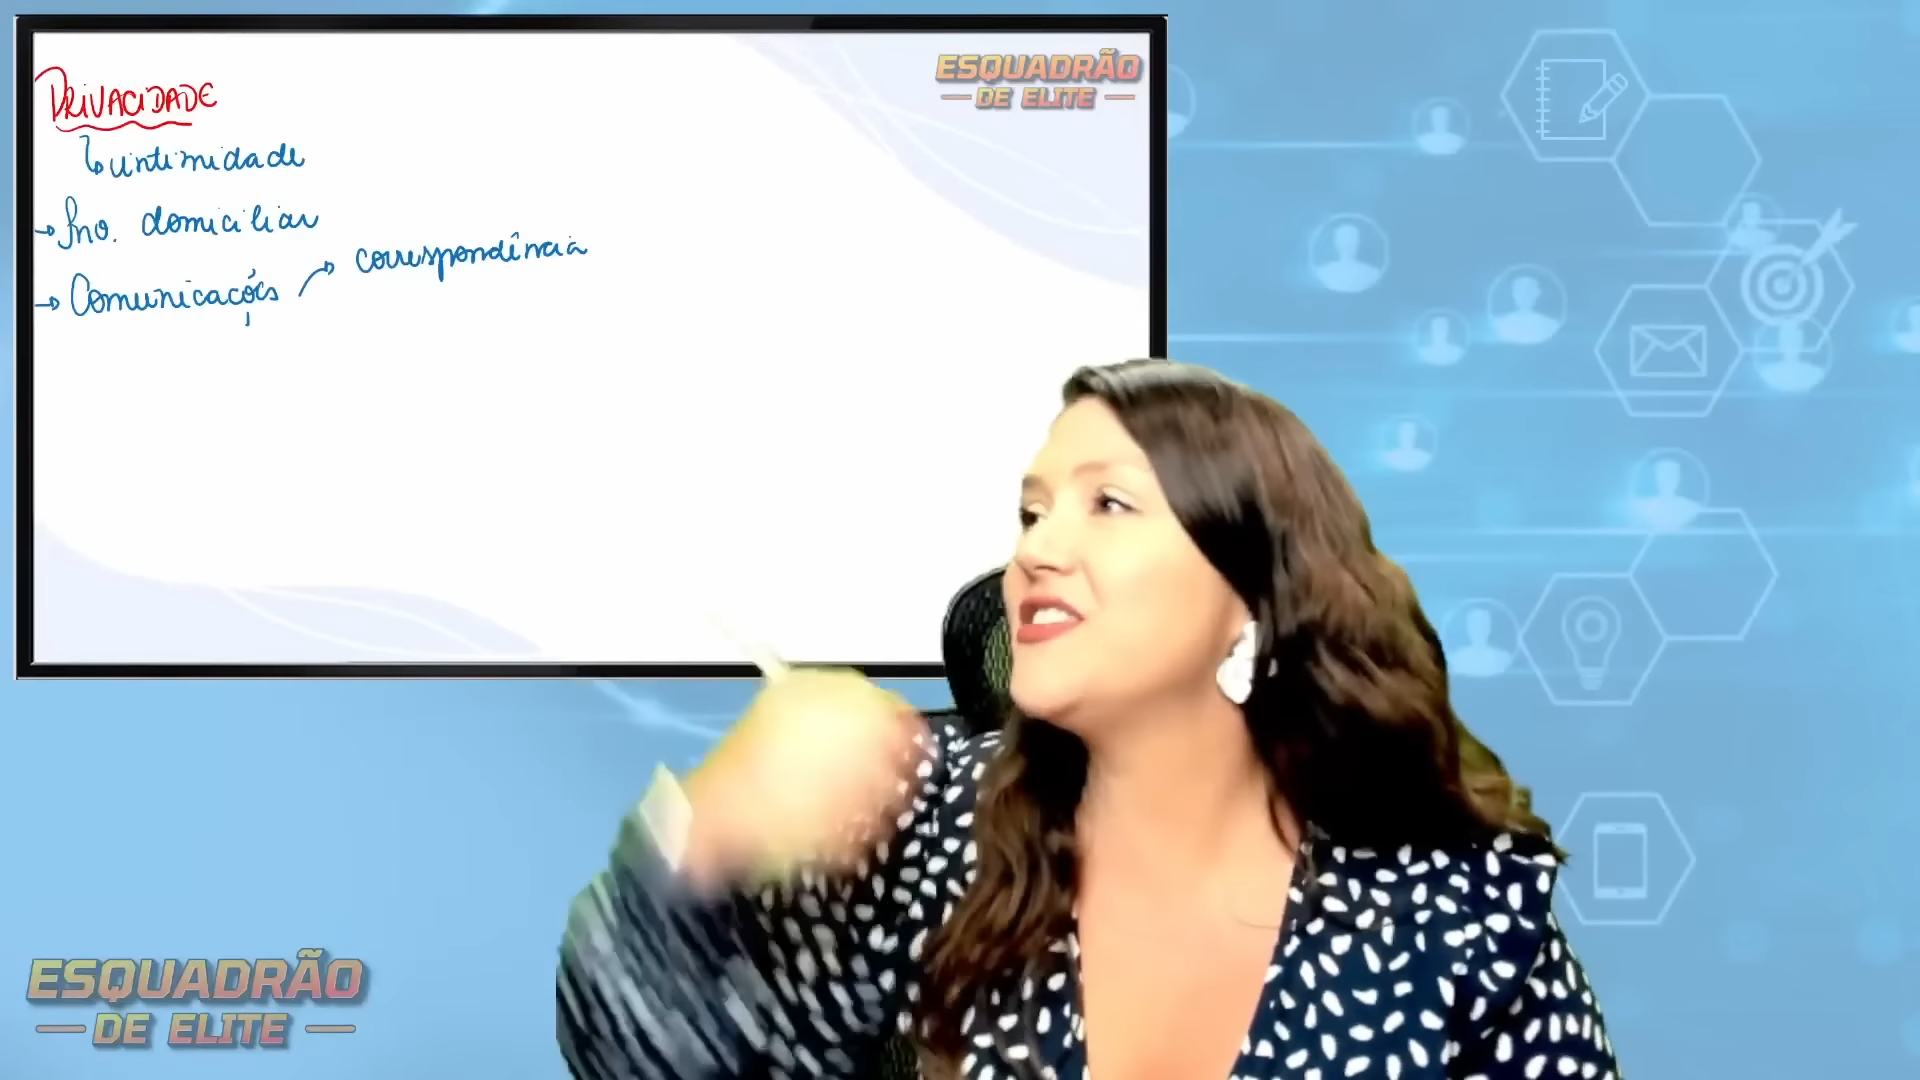 PRIVACIDADE
↳ intimidade
→ Inv. domiciliar
→ Comunicações → correspondência
ESQUADRÃO
DE ELITE
ESQUADRÃO
DE ELITE